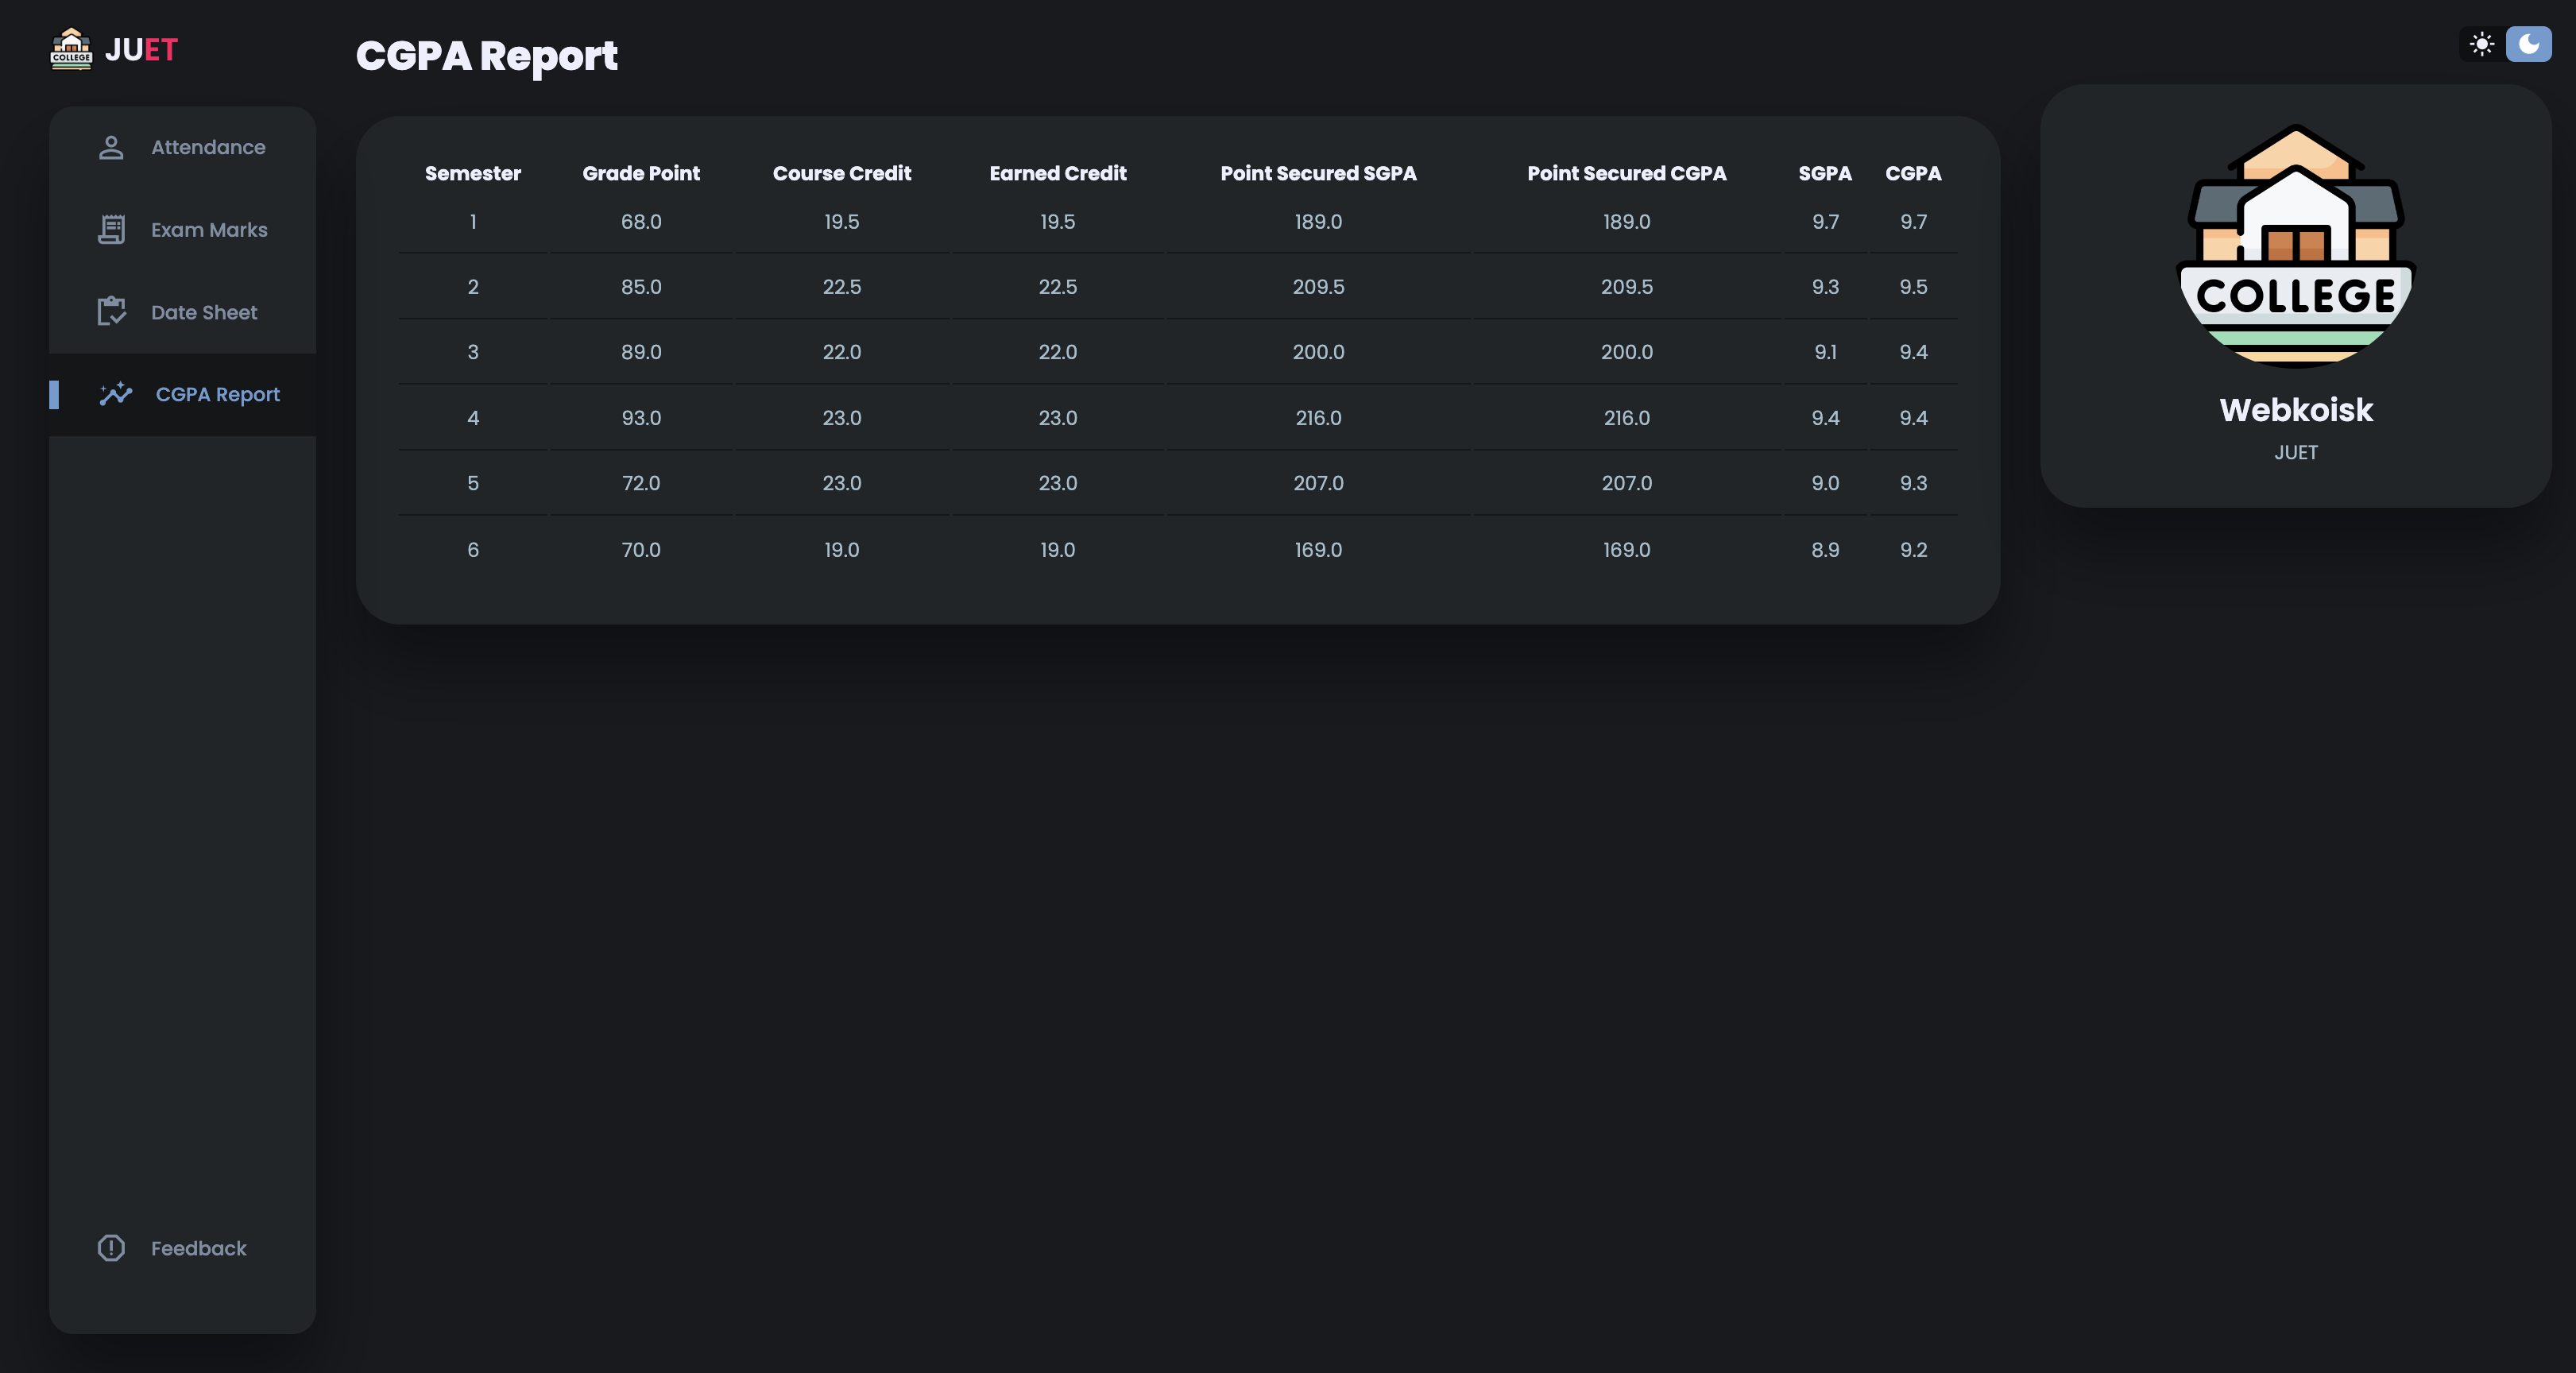 COLLEGE
JUET
CGPA Report
Attendance
Exam Marks
Date Sheet
CGPA Report
Feedback
Semester Grade Point Course Credit Earned Credit Point Secured SGPA Point Secured CGPA SGPA CGPA
1 68.0 19.5 19.5 189.0 189.0 9.7 9.7
2 85.0 22.5 22.5 209.5 209.5 9.3 9.5
3 89.0 22.0 22.0 200.0 200.0 9.1 9.4
4 93.0 23.0 23.0 216.0 216.0 9.4 9.4
5 72.0 23.0 23.0 207.0 207.0 9.0 9.3
6 70.0 19.0 19.0 169.0 169.0 8.9 9.2
COLLEGE
Webkoisk
JUET